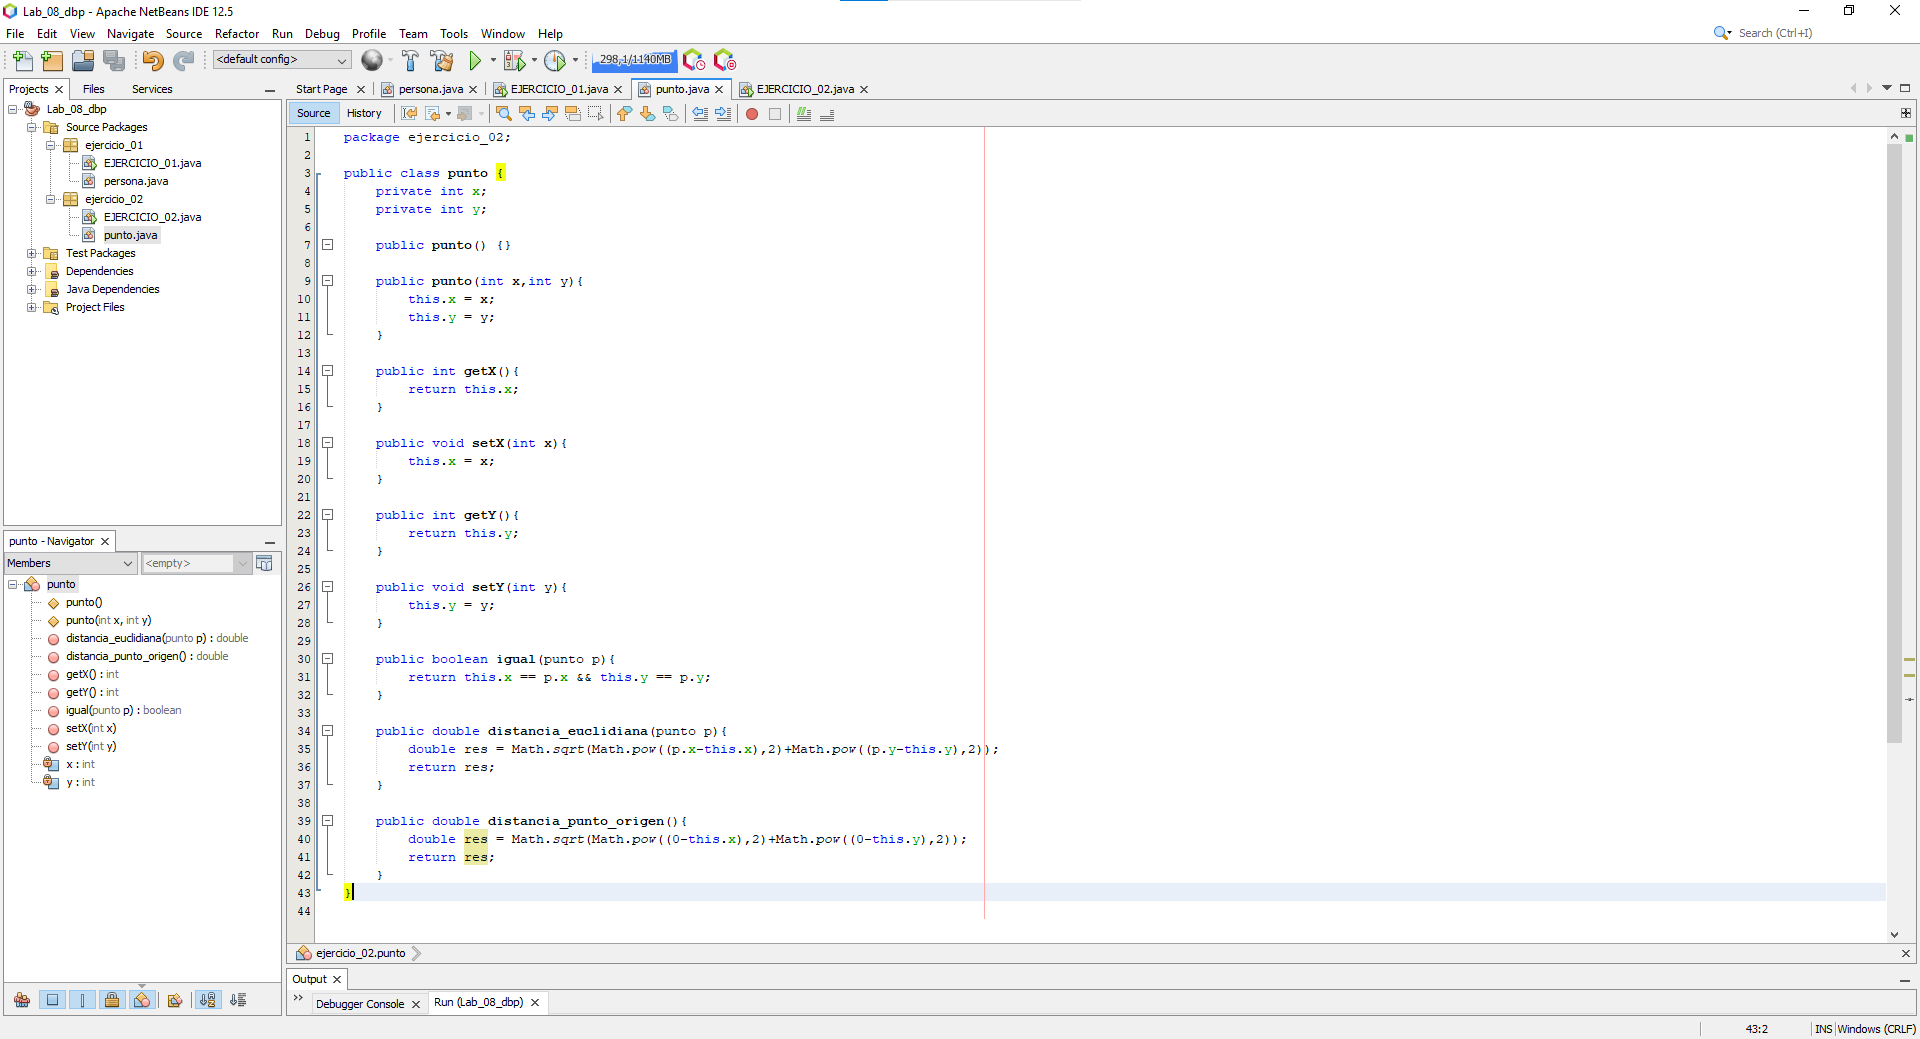 Lab_08_dbp - Apache NetBeans IDE 12.5
File Edit View Navigate Source Refactor Run Debug Profile Team Tools Window Help
Search (Ctrl+I)
<default config>
298,1/1140MB
Projects Files Services
Lab_08_dbp
Source Packages
ejercicio_01
EJERCICIO_01.java
persona.java
ejercicio_02
EJERCICIO_02.java
punto.java
Test Packages
Dependencies
Java Dependencies
Project Files
punto - Navigator
Members <empty>
punto
punto()
punto(int x, int y)
distancia_euclidiana(punto p) : double
distancia_punto_origen() : double
getX() : int
getY() : int
igual(punto p) : boolean
setX(int x)
setY(int y)
x : int
y : int
Start Page persona.java EJERCICIO_01.java punto.java EJERCICIO_02.java
Source History
1 package ejercicio_02;
2
3 public class punto {
4 private int x;
5 private int y;
6
7 public punto() {}
8
9 public punto(int x,int y){
10 this.x = x;
11 this.y = y;
12 }
13
14 public int getX(){
15 return this.x;
16 }
17
18 public void setX(int x){
19 this.x = x;
20 }
21
22 public int getY(){
23 return this.y;
24 }
25
26 public void setY(int y){
27 this.y = y;
28 }
29
30 public boolean igual(punto p){
31 return this.x == p.x && this.y == p.y;
32 }
33
34 public double distancia_euclidiana(punto p){
35 double res = Math.sqrt(Math.pow((p.x-this.x),2)+Math.pow((p.y-this.y),2));
36 return res;
37 }
38
39 public double distancia_punto_origen(){
40 double res = Math.sqrt(Math.pow((0-this.x),2)+Math.pow((0-this.y),2));
41 return res;
42 }
43 }
44
ejercicio_02.punto
Output
Debugger Console Run (Lab_08_dbp)
43:2 INS Windows (CRLF)